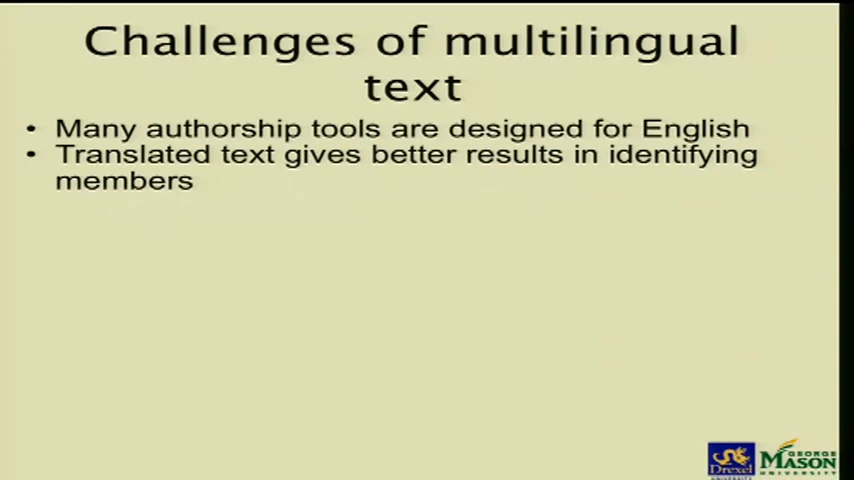 Challenges of multilingual
text
• Many authorship tools are designed for English
• Translated text gives better results in identifying
members
Drexel
UNIVERSITY
GEORGE
MASON
UNIVERSITY